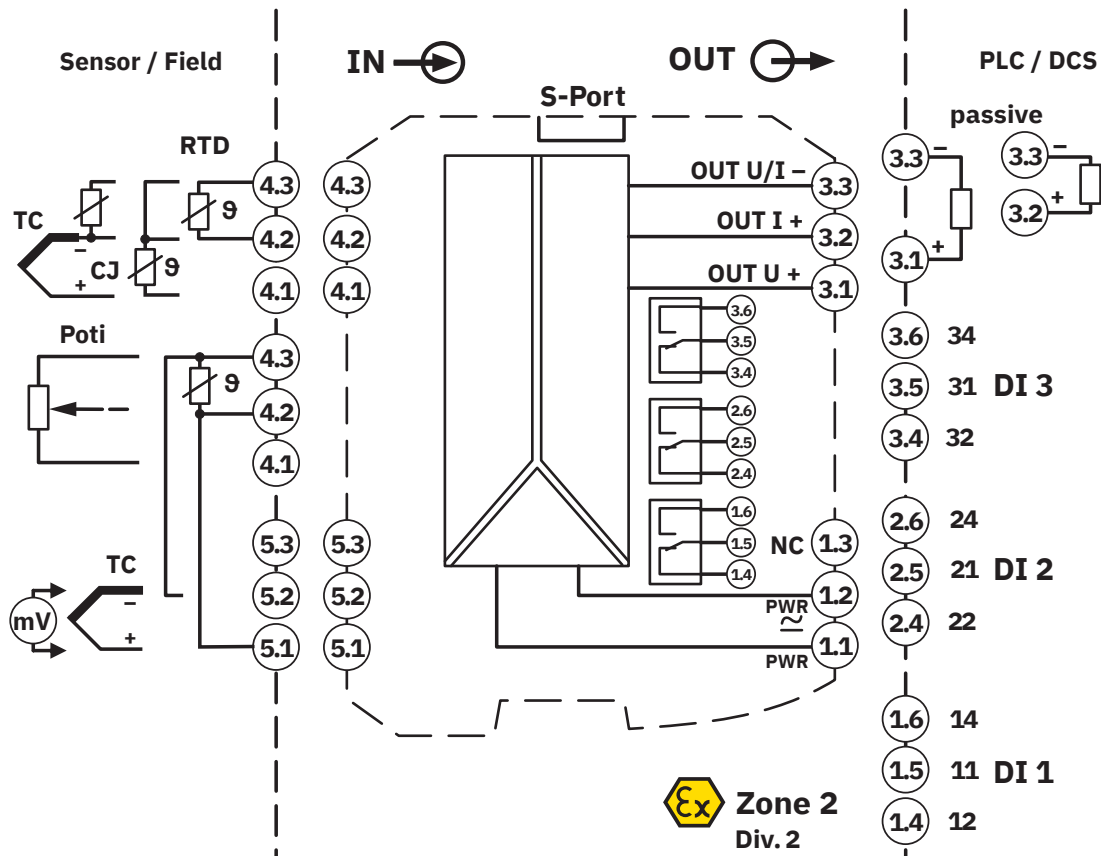 Sensor / Field
IN
OUT
PLC / DCS
S-Port
passive
RTD
TC
CJ
ϑ
ϑ
−
+
4.3
4.2
4.1
4.3
4.2
4.1
OUT U/I −
OUT I +
OUT U +
3.3
3.2
3.1
3.3 −
3.1 +
3.3 −
3.2 +
Poti
ϑ
4.3
4.2
4.1
3.6
3.5
3.4
2.6
2.5
2.4
1.6
1.5
1.4
3.6 34
3.5 31 DI 3
3.4 32
TC
mV
−
+
5.3
5.2
5.1
5.3
5.2
5.1
NC 1.3
PWR 1.2
≂
PWR 1.1
2.6 24
2.5 21 DI 2
2.4 22
1.6 14
1.5 11 DI 1
1.4 12
Ex Zone 2
Div. 2